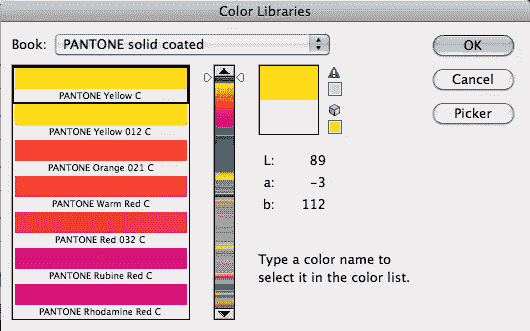 Color Libraries
Book: PANTONE solid coated
OK
Cancel
Picker
PANTONE Yellow C
PANTONE Yellow 012 C
PANTONE Orange 021 C
PANTONE Warm Red C
PANTONE Red 032 C
PANTONE Rubine Red C
PANTONE Rhodamine Red C
L: 89
a: -3
b: 112
Type a color name to
select it in the color list.